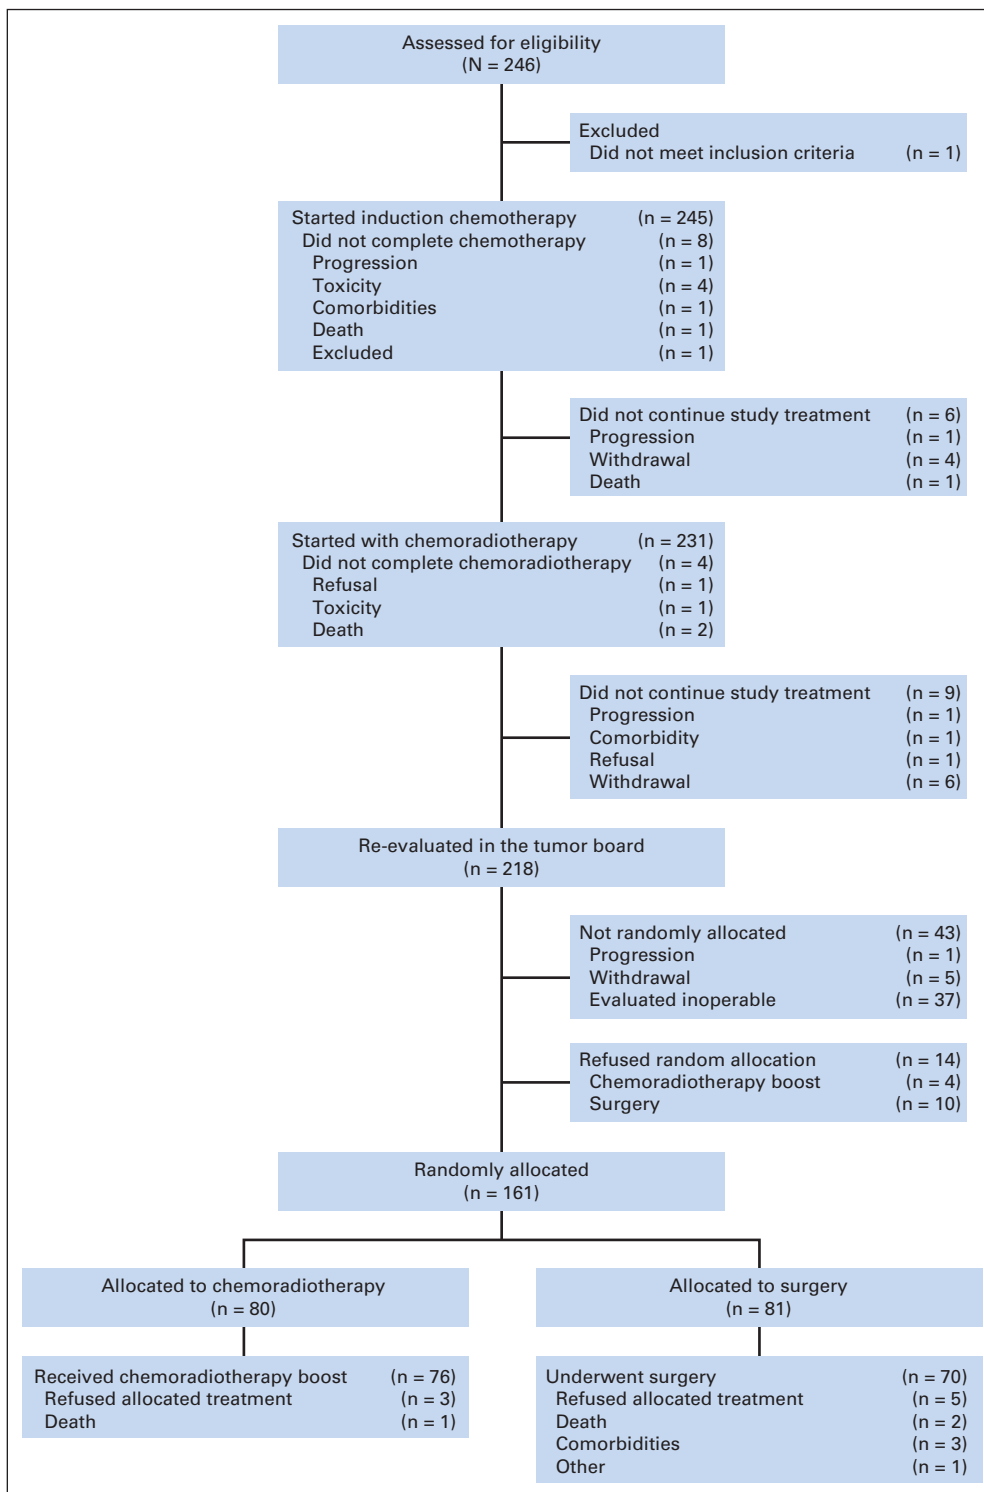 Assessed for eligibility
(N = 246)
Excluded
Did not meet inclusion criteria (n = 1)
Started induction chemotherapy (n = 245)
Did not complete chemotherapy (n = 8)
Progression (n = 1)
Toxicity (n = 4)
Comorbidities (n = 1)
Death (n = 1)
Excluded (n = 1)
Did not continue study treatment (n = 6)
Progression (n = 1)
Withdrawal (n = 4)
Death (n = 1)
Started with chemoradiotherapy (n = 231)
Did not complete chemoradiotherapy (n = 4)
Refusal (n = 1)
Toxicity (n = 1)
Death (n = 2)
Did not continue study treatment (n = 9)
Progression (n = 1)
Comorbidity (n = 1)
Refusal (n = 1)
Withdrawal (n = 6)
Re-evaluated in the tumor board
(n = 218)
Not randomly allocated (n = 43)
Progression (n = 1)
Withdrawal (n = 5)
Evaluated inoperable (n = 37)
Refused random allocation (n = 14)
Chemoradiotherapy boost (n = 4)
Surgery (n = 10)
Randomly allocated
(n = 161)
Allocated to chemoradiotherapy
(n = 80)
Received chemoradiotherapy boost (n = 76)
Refused allocated treatment (n = 3)
Death (n = 1)
Allocated to surgery
(n = 81)
Underwent surgery (n = 70)
Refused allocated treatment (n = 5)
Death (n = 2)
Comorbidities (n = 3)
Other (n = 1)